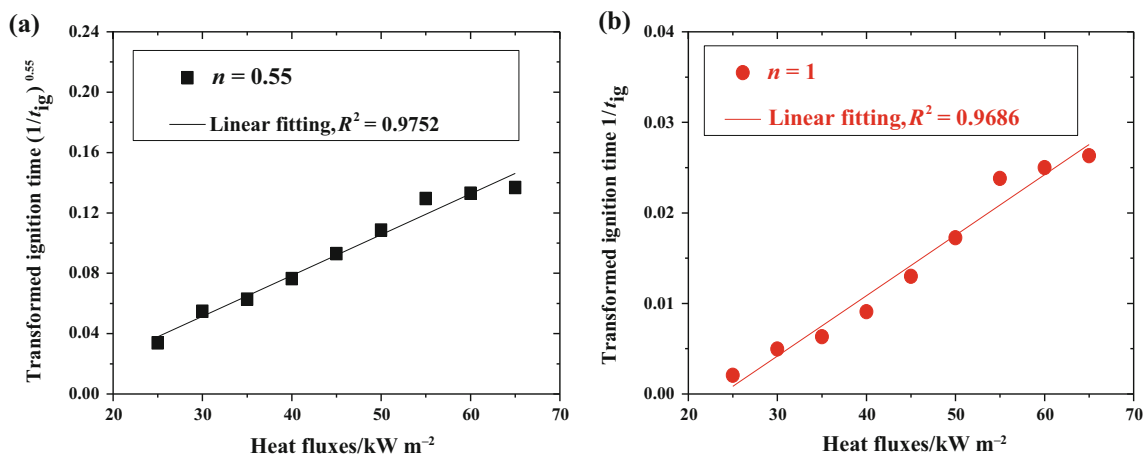 (a)
Transformed ignition time (1/t_ig)^0.55
0.24
0.20
0.16
0.12
0.08
0.04
0.00
n = 0.55
Linear fitting, R² = 0.9752
20 30 40 50 60 70
Heat fluxes/kW m⁻²
(b)
Transformed ignition time 1/t_ig
0.04
0.03
0.02
0.01
0.00
n = 1
Linear fitting, R² = 0.9686
20 30 40 50 60 70
Heat fluxes/kW m⁻²